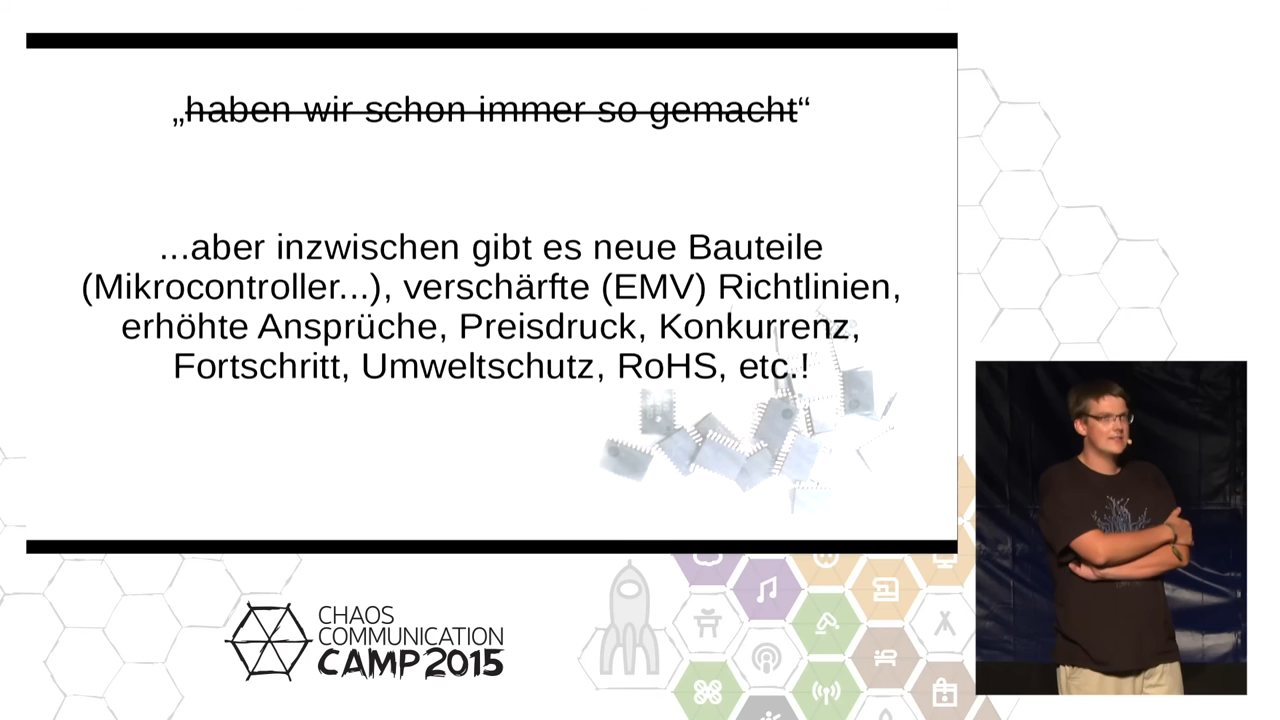 „haben wir schon immer so gemacht“
...aber inzwischen gibt es neue Bauteile
(Mikrocontroller...), verschärfte (EMV) Richtlinien,
erhöhte Ansprüche, Preisdruck, Konkurrenz,
Fortschritt, Umweltschutz, RoHS, etc.!
CHAOS
COMMUNICATION
CAMP 2015